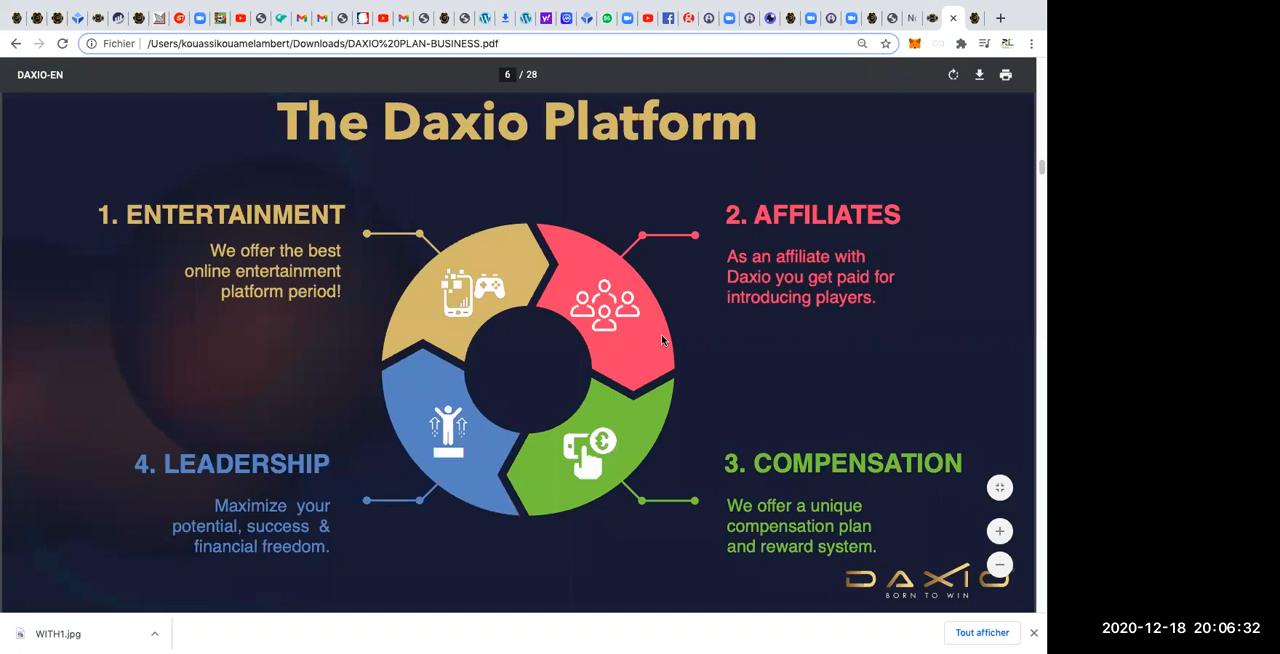 Fichier /Users/kouassikouamelambert/Downloads/DAXIO%20PLAN-BUSINESS.pdf
DAXIO-EN
6 / 28
The Daxio Platform
1. ENTERTAINMENT
We offer the best
online entertainment
platform period!
2. AFFILIATES
As an affiliate with
Daxio you get paid for
introducing players.
4. LEADERSHIP
Maximize your
potential, success &
financial freedom.
3. COMPENSATION
We offer a unique
compensation plan
and reward system.
DAXIO
BORN TO WIN
WITH1.jpg
Tout afficher
2020-12-18 20:06:32